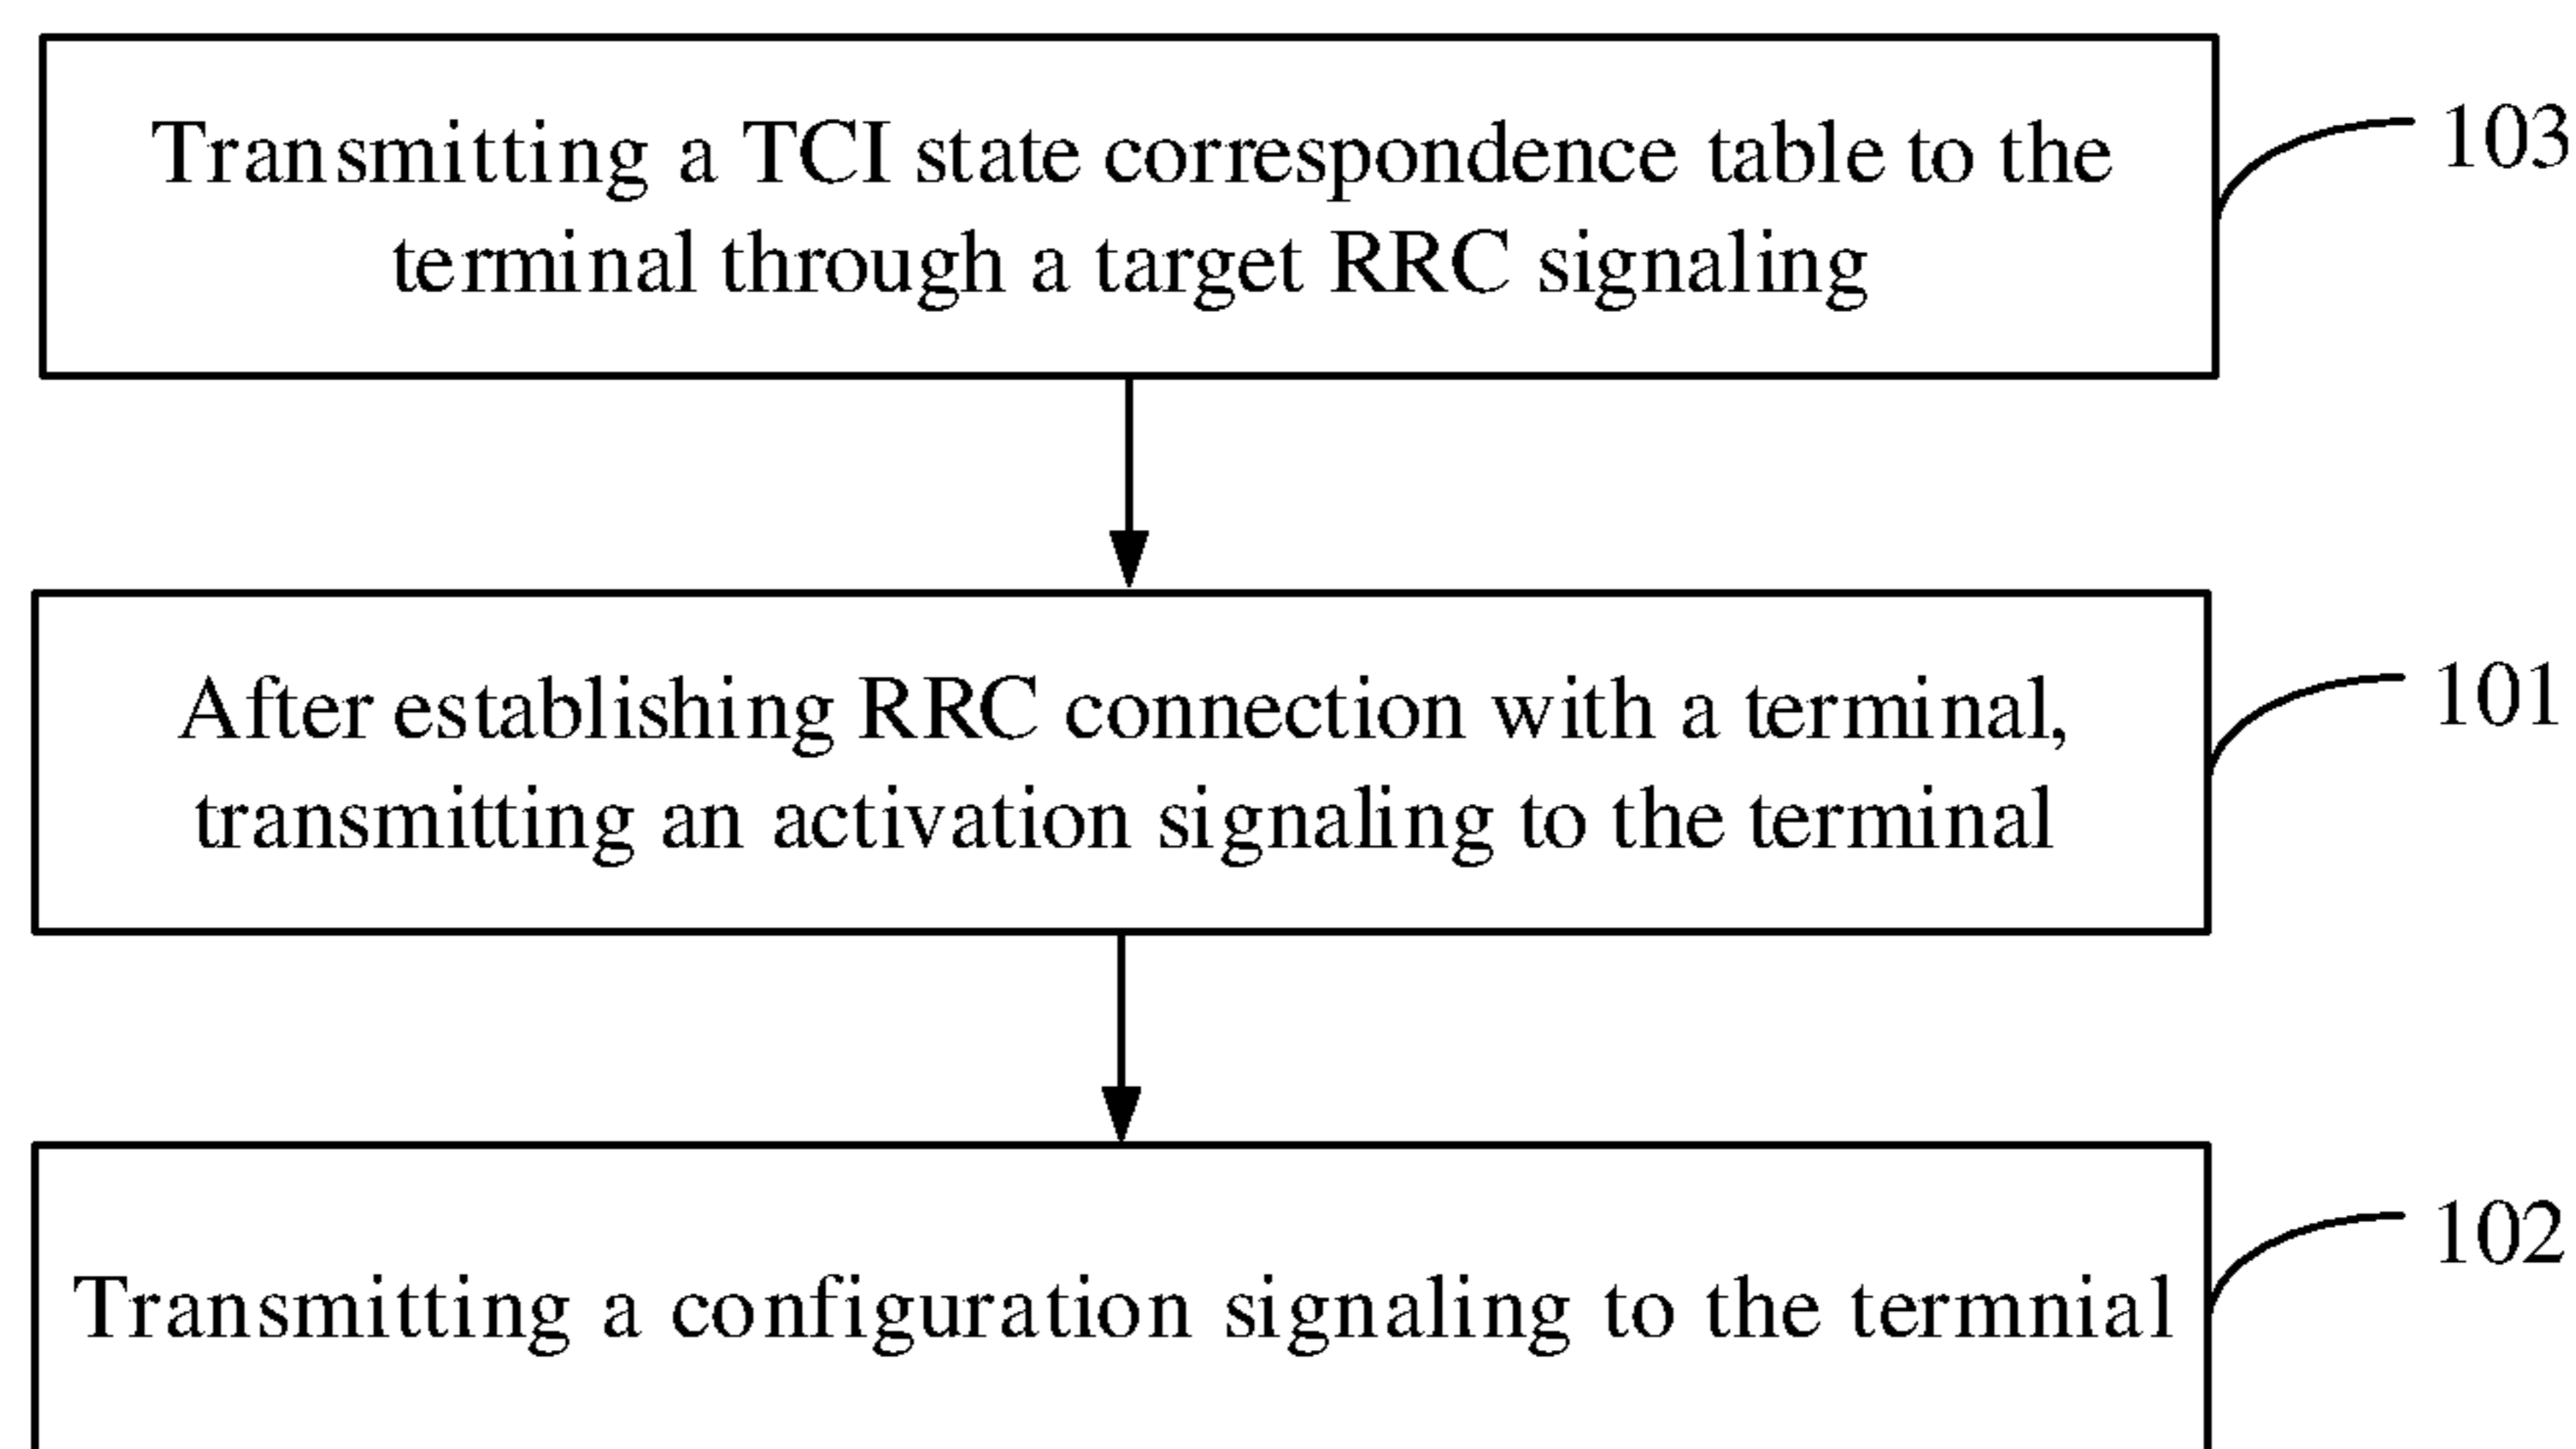 Transmitting a TCI state correspondence table to the
terminal through a target RRC signaling
103
After establishing RRC connection with a terminal,
transmitting an activation signaling to the terminal
101
Transmitting a configuration signaling to the termnial
102